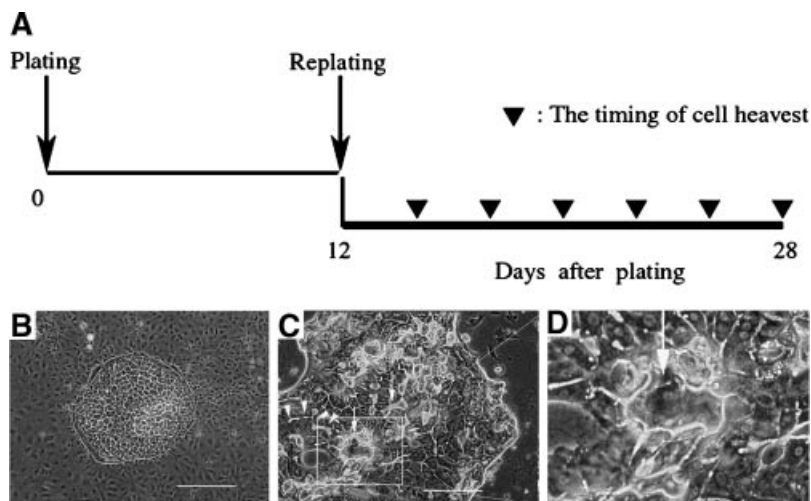 A
Plating
Replating
▼ : The timing of cell heavest
0
12
28
Days after plating
B
C
D